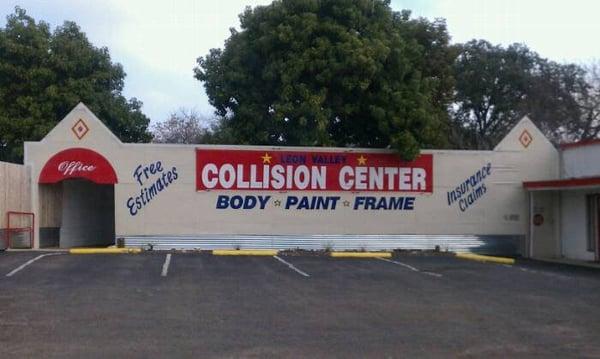 Office
Free
Estimates
LEON VALLEY
COLLISION CENTER
BODY ☆ PAINT ☆ FRAME
Insurance
Claims